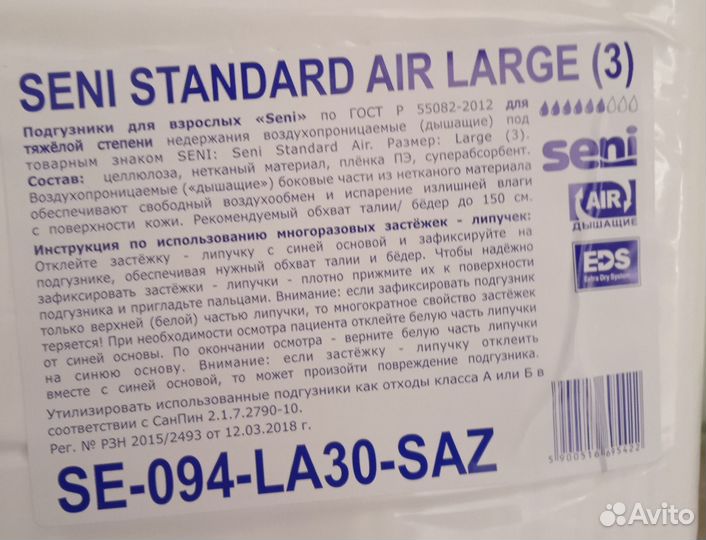 SENI STANDARD AIR LARGE (3)
Подгузники для взрослых «Seni» по ГОСТ Р 55082-2012 для
тяжёлой степени недержания воздухопроницаемые (дышащие) под
товарным знаком SENI: Seni Standard Air. Размер: Large (3).
Состав: целлюлоза, нетканый материал, плёнка ПЭ, суперабсорбент.
Воздухопроницаемые («дышащие») боковые части из нетканого материала
обеспечивают свободный воздухообмен и испарение излишней влаги
с поверхности кожи. Рекомендуемый обхват талии/ бёдер до 150 см.
Инструкция по использованию многоразовых застёжек - липучек:
Отклейте застёжку - липучку с синей основой и зафиксируйте на
подгузнике, обеспечивая нужный обхват талии и бёдер. Чтобы надёжно
зафиксировать застёжки - липучки - плотно прижмите их к поверхности
подгузника и пригладьте пальцами. Внимание: если зафиксировать подгузник
только верхней (белой) частью липучки, то многократное свойство застёжек
теряется! При необходимости осмотра пациента отклейте белую часть липучки
от синей основы. По окончании осмотра - верните белую часть липучки
на синюю основу. Внимание: если застёжку - липучку отклеить
вместе с синей основой, то может произойти повреждение подгузника.
Утилизировать использованные подгузники как отходы класса А или Б в
соответствии с СанПин 2.1.7.2790-10.
Рег. № РЗН 2015/2493 от 12.03.2018 г.
SE-094-LA30-SAZ
seni
AIR
ДЫШАЩИЕ
EDS
Extra Dry System
5 900516 695422
Avito